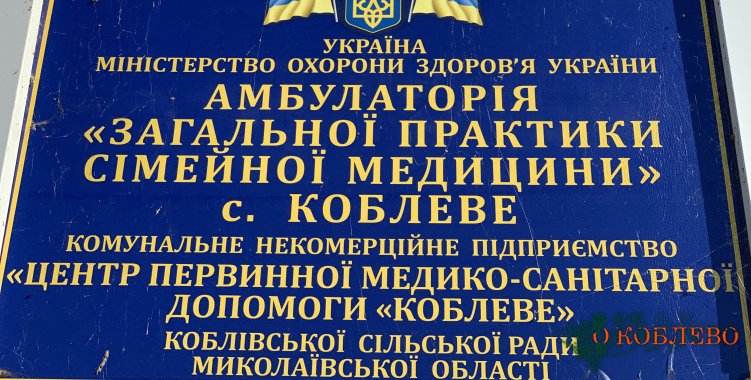 УКРАЇНА
МІНІСТЕРСТВО ОХОРОНИ ЗДОРОВ'Я УКРАЇНИ
АМБУЛАТОРІЯ
«ЗАГАЛЬНОЇ ПРАКТИКИ
СІМЕЙНОЇ МЕДИЦИНИ»
с. КОБЛЕВЕ
КОМУНАЛЬНЕ НЕКОМЕРЦІЙНЕ ПІДПРИЄМСТВО
«ЦЕНТР ПЕРВИННОЇ МЕДИКО-САНІТАРНОЇ
ДОПОМОГИ «КОБЛЕВЕ»
КОБЛІВСЬКОЇ СІЛЬСЬКОЇ РАДИ
О КОБЛЕВО
МИКОЛАЇВСЬКОЇ ОБЛАСТІ